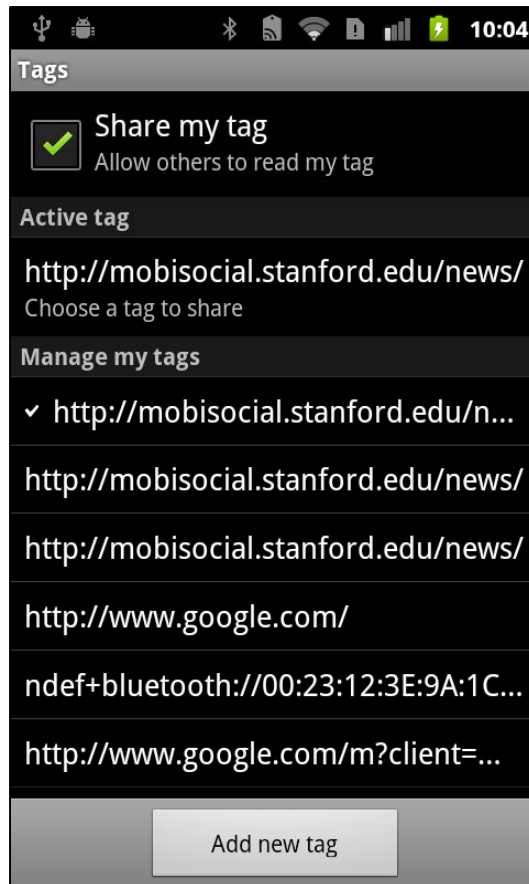 10:04
Tags
Share my tag
Allow others to read my tag
Active tag
http://mobisocial.stanford.edu/news/
Choose a tag to share
Manage my tags
http://mobisocial.stanford.edu/n...
http://mobisocial.stanford.edu/news/
http://mobisocial.stanford.edu/news/
http://www.google.com/
ndef+bluetooth://00:23:12:3E:9A:1C...
http://www.google.com/m?client=...
Add new tag